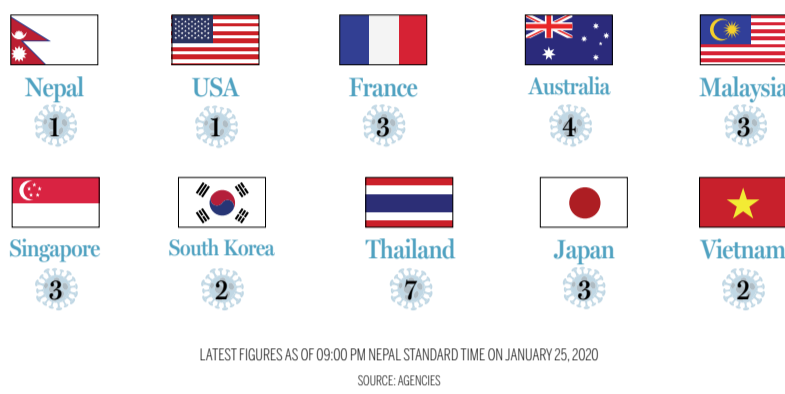 Nepal USA France Australia Malaysia
1 1 3 4 3
Singapore South Korea Thailand Japan Vietnam
3 2 7 3 2
LATEST FIGURES AS OF 09:00 PM NEPAL STANDARD TIME ON JANUARY 25, 2020
SOURCE: AGENCIES